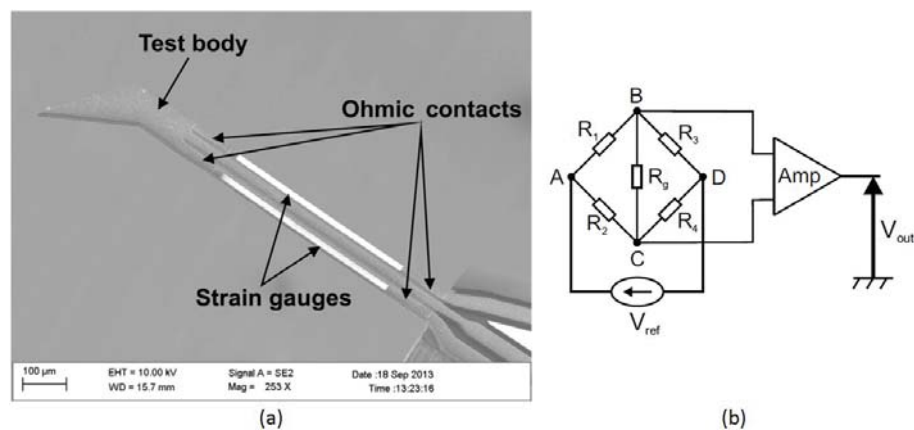 Test body
Ohmic contacts
Strain gauges
100 µm
EHT = 10.00 kV
WD = 15.7 mm
Signal A = SE2
Mag = 253 X
Date :18 Sep 2013
Time :13:23:16
(a)
B
R1
R3
A
Rg
D
R2
R4
C
Amp
Vout
Vref
(b)